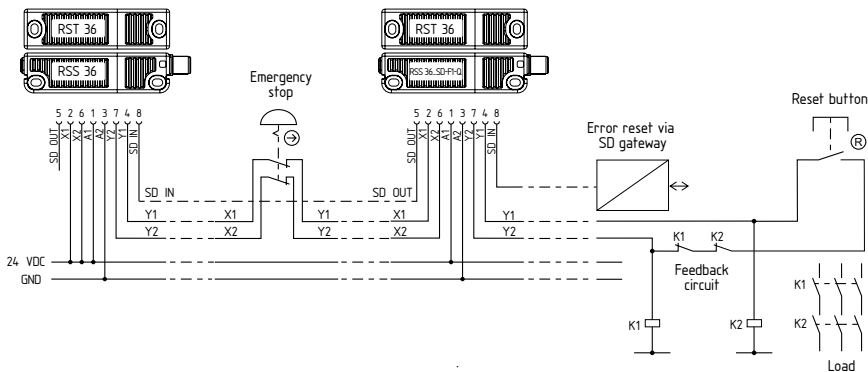 RST 36
RSS 36
RST 36
RSS 36..SD-F1-Q
Emergency
stop
Reset button
R
Error reset via
SD gateway
5 2 6 1 3 7 4 8
SD OUT X1 X2 A1 A2 Y2 Y1 SD IN
5 2 6 1 3 7 4 8
SD OUT X1 X2 A1 A2 Y2 Y1 SD IN
SD IN SD OUT
Y1 X1 Y1 X1 Y1
Y2 X2 Y2 X2 Y2
K1 K2
Feedback
circuit
24 VDC
GND
K1 K2
K1
K2
Load